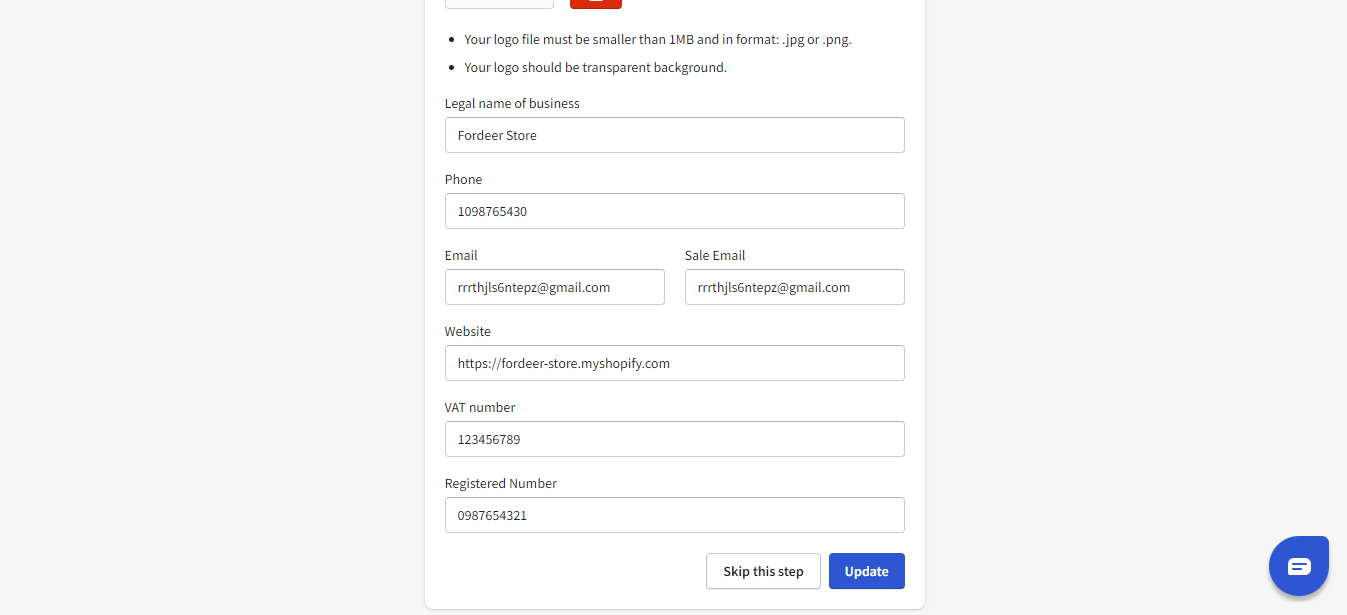 Your logo file must be smaller than 1MB and in format: .jpg or .png.
Your logo should be transparent background.
Legal name of business
Fordeer Store
Phone
1098765430
Email
Sale Email
rrrthjls6ntepz@gmail.com
rrrthjls6ntepz@gmail.com
Website
https://fordeer-store.myshopify.com
VAT number
123456789
Registered Number
0987654321
Skip this step
Update